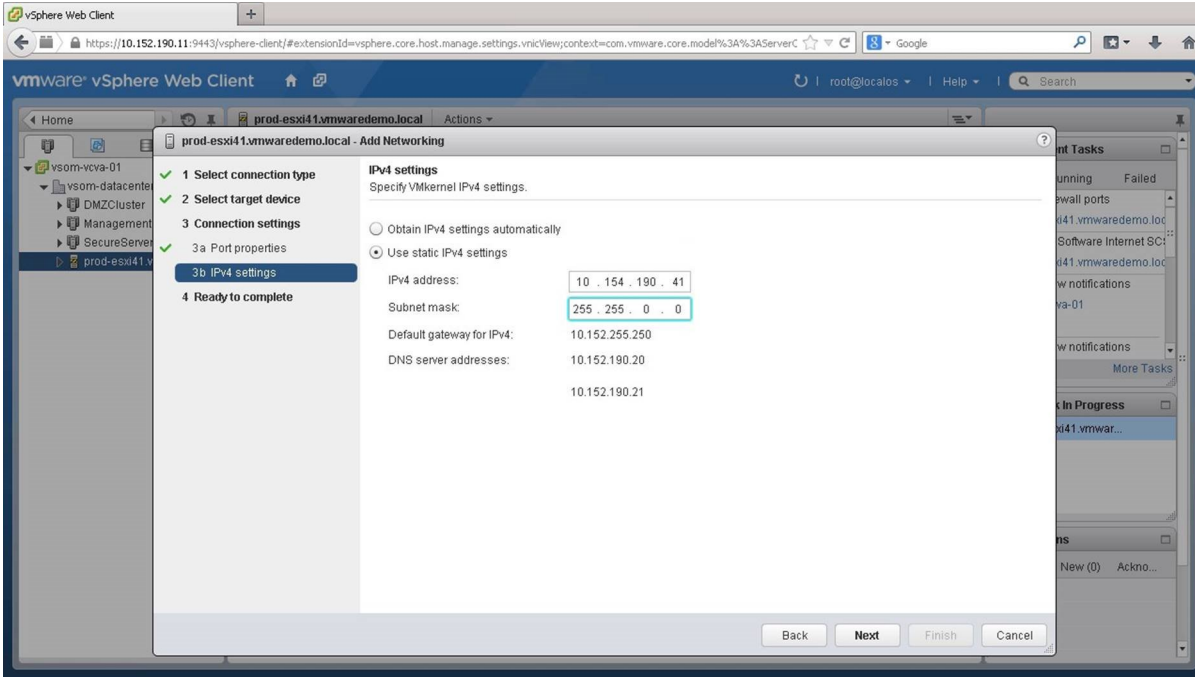 vSphere Web Client
https://10.152.190.11:9443/vsphere-client/#extensionId=vsphere.core.host.manage.settings.vnicView;context=com.vmware.core.model%3A%3AServerC
Google
vmware® vSphere Web Client
root@localos
Help
Search
Home
prod-esxi41.vmwaredemo.local
Actions
vsom-vcva-01
vsom-datacenter
DMZCluster
Management
SecureServer
prod-esxi41.v
prod-esxi41.vmwaredemo.local - Add Networking
1 Select connection type
2 Select target device
3 Connection settings
3a Port properties
3b IPv4 settings
4 Ready to complete
IPv4 settings
Specify VMkernel IPv4 settings.
Obtain IPv4 settings automatically
Use static IPv4 settings
IPv4 address: 10 . 154 . 190 . 41
Subnet mask: 255 . 255 . 0 . 0
Default gateway for IPv4: 10.152.255.250
DNS server addresses: 10.152.190.20
10.152.190.21
Back
Next
Finish
Cancel
nt Tasks
unning
Failed
ewall ports
i41.vmwaredemo.loc
Software Internet SCS
i41.vmwaredemo.loc
w notifications
va-01
w notifications
More Tasks
k In Progress
xi41.vmwar...
ns
New (0)
Ackno...